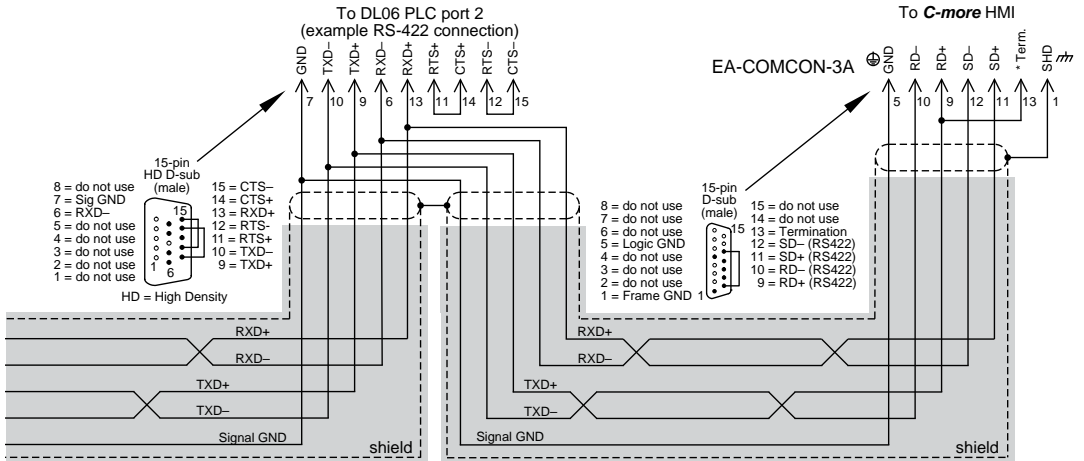 To DL06 PLC port 2
(example RS-422 connection)
GND
TXD–
TXD+
RXD–
RXD+
RTS+
CTS+
RTS–
CTS–
7
10
9
6
13
11
14
12
15
To C-more HMI
EA-COMCON-3A
GND
RD–
RD+
SD–
SD+
* Term.
SHD
5
10
9
12
11
13
1
15-pin
HD D-sub
(male)
8 = do not use
7 = Sig GND
6 = RXD–
5 = do not use
4 = do not use
3 = do not use
2 = do not use
1 = do not use
15
1
6
15 = CTS–
14 = CTS+
13 = RXD+
12 = RTS-
11 = RTS+
10 = TXD–
9 = TXD+
HD = High Density
15-pin
D-sub
(male)
8 = do not use
7 = do not use
6 = do not use
5 = Logic GND
4 = do not use
3 = do not use
2 = do not use
1 = Frame GND
15
1
15 = do not use
14 = do not use
13 = Termination
12 = SD– (RS422)
11 = SD+ (RS422)
10 = RD– (RS422)
9 = RD+ (RS422)
RXD+
RXD–
TXD+
TXD–
Signal GND
shield
RXD+
RXD–
TXD+
TXD–
Signal GND
shield